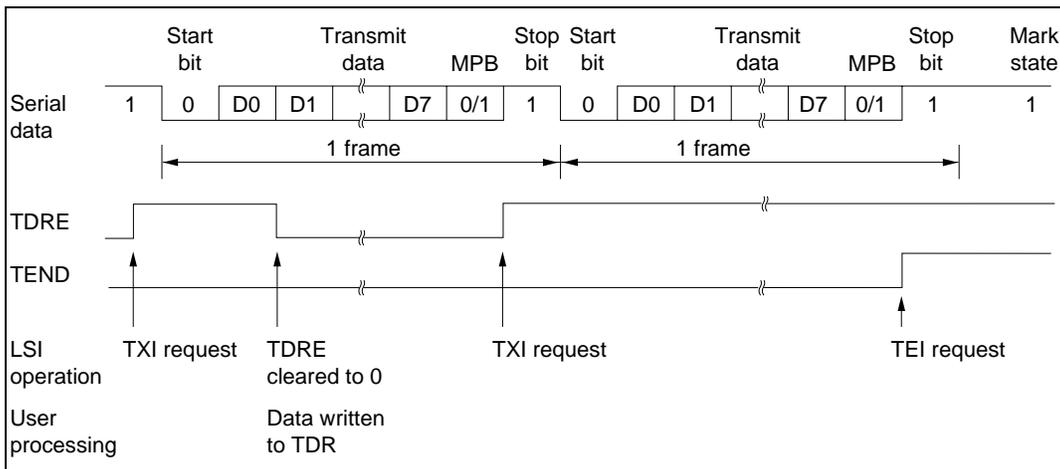 Start Transmit Stop Start Transmit Stop Mark
bit data MPB bit bit data MPB bit state
Serial 1 0 D0 D1 D7 0/1 1 0 D0 D1 D7 0/1 1 1
data
1 frame 1 frame
TDRE
TEND
LSI TXI request TDRE TXI request TEI request
operation cleared to 0
User Data written
processing to TDR